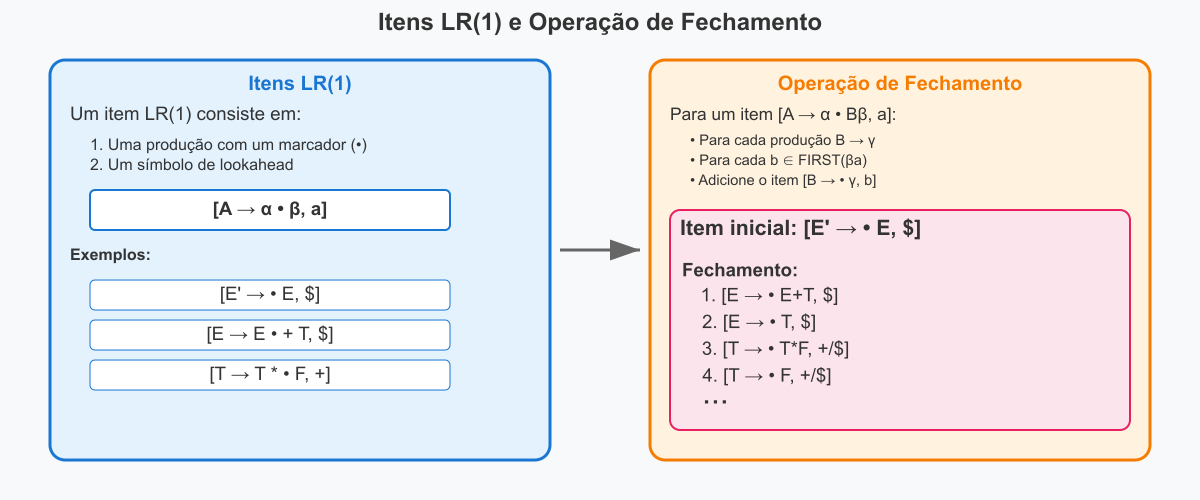 Itens LR(1) e Operação de Fechamento
Itens LR(1)
Um item LR(1) consiste em:
1. Uma produção com um marcador (•)
2. Um símbolo de lookahead
[A → α • β, a]
Exemplos:
[E' → • E, $]
[E → E • + T, $]
[T → T * • F, +]
Operação de Fechamento
Para um item [A → α • Bβ, a]:
• Para cada produção B → γ
• Para cada b ∈ FIRST(βa)
• Adicione o item [B → • γ, b]
Item inicial: [E' → • E, $]
Fechamento:
1. [E → • E+T, $]
2. [E → • T, $]
3. [T → • T*F, +/$]
4. [T → • F, +/$]
...